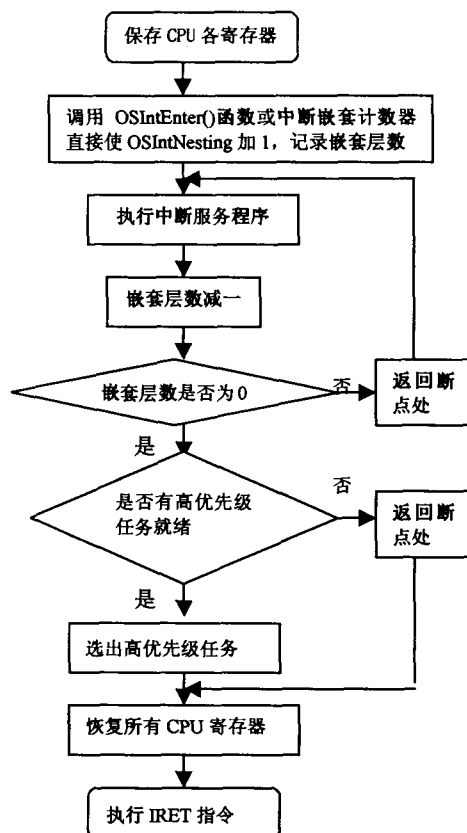 保存 CPU 各寄存器
调用 OSIntEnter()函数或中断嵌套计数器
直接使 OSIntNesting 加 1，记录嵌套层数
执行中断服务程序
嵌套层数减一
嵌套层数是否为 0
否
返回断
点处
是
是否有高优先级
任务就绪
否
返回断
点处
是
选出高优先级任务
恢复所有 CPU 寄存器
执行 IRET 指令